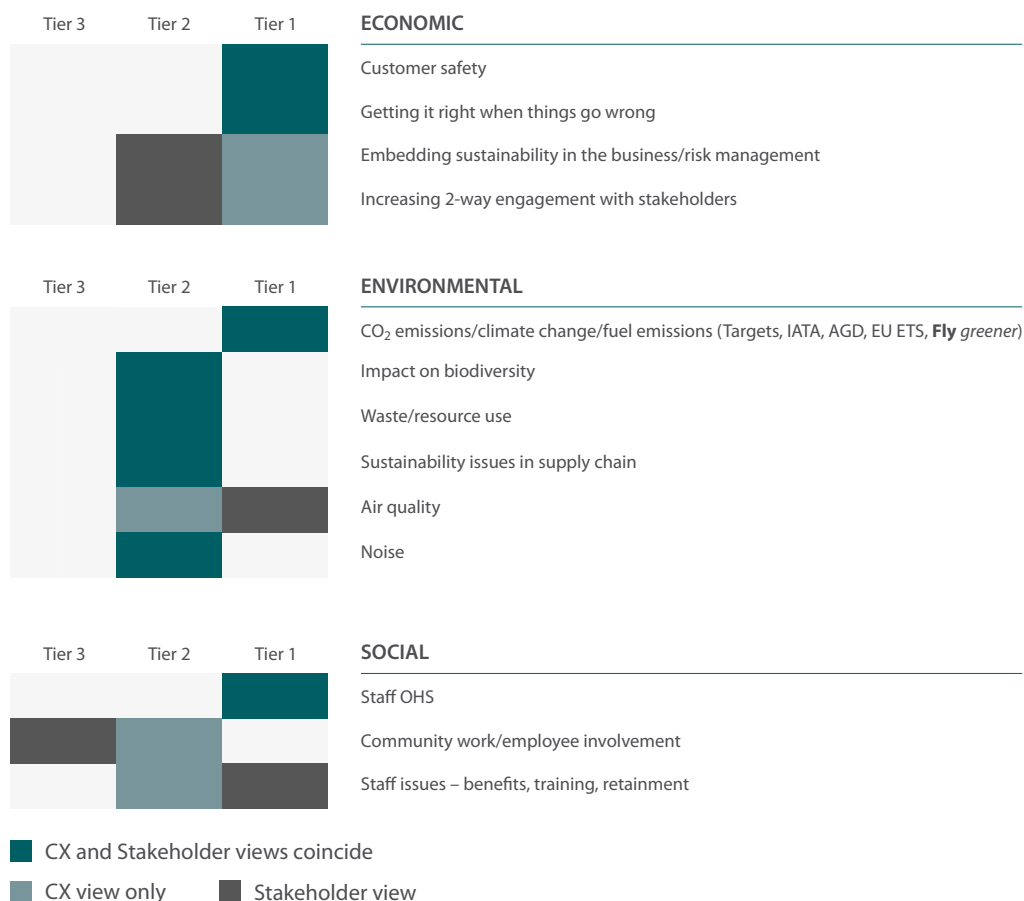 Tier 3 Tier 2 Tier 1 ECONOMIC
Customer safety
Getting it right when things go wrong
Embedding sustainability in the business/risk management
Increasing 2-way engagement with stakeholders
Tier 3 Tier 2 Tier 1 ENVIRONMENTAL
CO₂ emissions/climate change/fuel emissions (Targets, IATA, AGD, EU ETS, Fly greener)
Impact on biodiversity
Waste/resource use
Sustainability issues in supply chain
Air quality
Noise
Tier 3 Tier 2 Tier 1 SOCIAL
Staff OHS
Community work/employee involvement
Staff issues – benefits, training, retainment
CX and Stakeholder views coincide
CX view only Stakeholder view